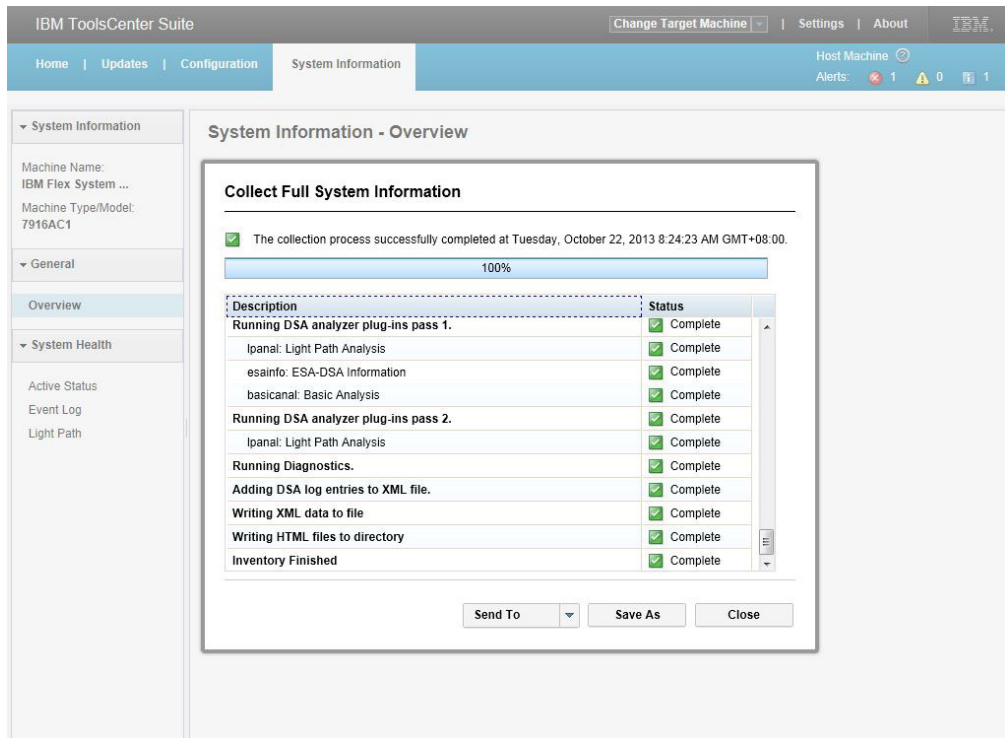 IBM ToolsCenter Suite
Change Target Machine | Settings | About
IBM
Home | Updates | Configuration
System Information
Host Machine
Alerts: 1 0 1
System Information
Machine Name:
IBM Flex System ...
Machine Type/Model:
7916AC1
General
Overview
System Health
Active Status
Event Log
Light Path
System Information - Overview
Collect Full System Information
The collection process successfully completed at Tuesday, October 22, 2013 8:24:23 AM GMT+08:00.
100%
Description Status
Running DSA analyzer plug-ins pass 1. Complete
lpanal: Light Path Analysis Complete
esainfo: ESA-DSA Information Complete
basicanal: Basic Analysis Complete
Running DSA analyzer plug-ins pass 2. Complete
lpanal: Light Path Analysis Complete
Running Diagnostics. Complete
Adding DSA log entries to XML file. Complete
Writing XML data to file Complete
Writing HTML files to directory Complete
Inventory Finished Complete
Send To Save As Close